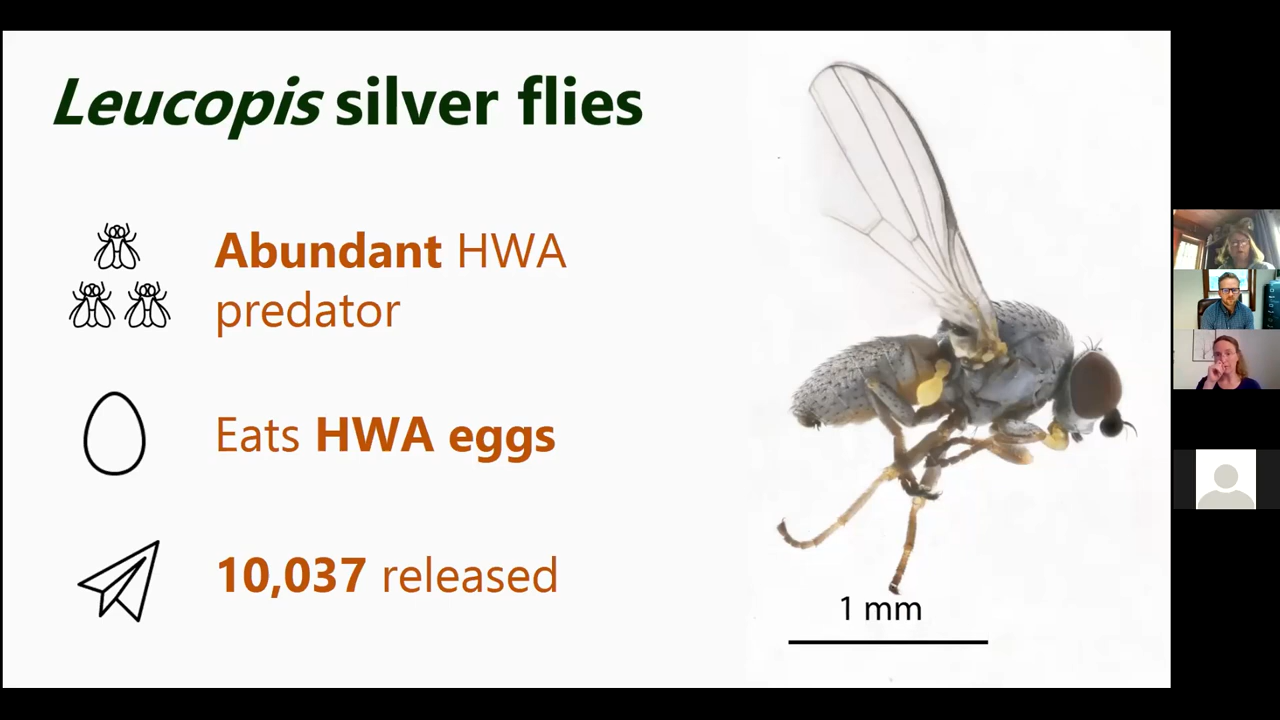 Leucopis silver flies
Abundant HWA
predator
Eats HWA eggs
10,037 released
1 mm